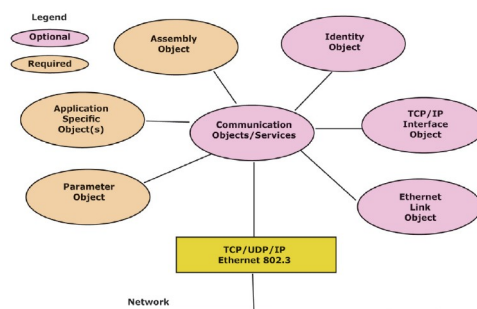 Legend
Optional
Required
Assembly
Object
Identity
Object
Application
Specific
Object(s)
Communication
Objects/Services
TCP/IP
Interface
Object
Parameter
Object
Ethernet
Link
Object
TCP/UDP/IP
Ethernet 802.3
Network